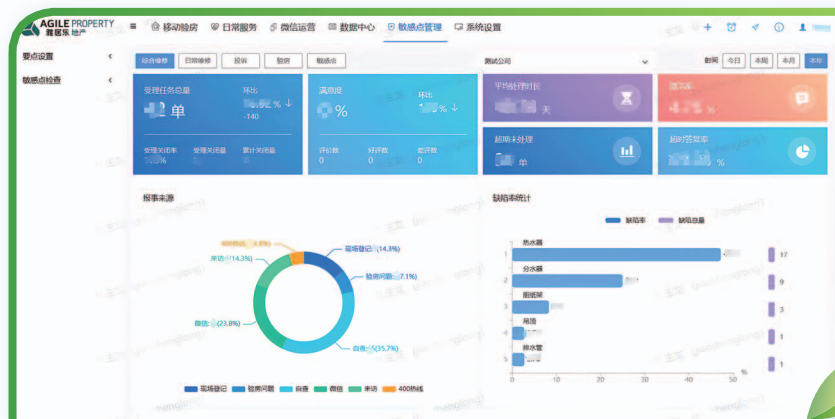 AGILE PROPERTY
雅居乐 地产
移动验房 日常服务 微信运营 数据中心 敏感点管理 系统设置
要点设置
敏感点检查
综合维修 日常维修 投诉 验房 敏感点
测试公司
时间 今日 本周 本月 本年
受理任务总量 环比
单 % ↓
-140
受理关闭率 受理关闭量 累计关闭量
满意度 环比
% % ↓
评价数 好评数 差评数
0 0 0
平均处理时长
天
%
超期未处理
单
超时答复率
%
报事来源
400热线
现场登记 (14.3%)
来访 (14.3%)
验房问题 (7.1%)
微信 (23.8%)
自查 (35.7%)
现场登记 验房问题 自查 微信 来访 400热线
缺陷率统计
缺陷率 缺陷总量
热水器
1 17
分水器
2 9
厕纸架
3 3
吊顶
4 1
排水管
5 1
0 10 20 30 40 50 %